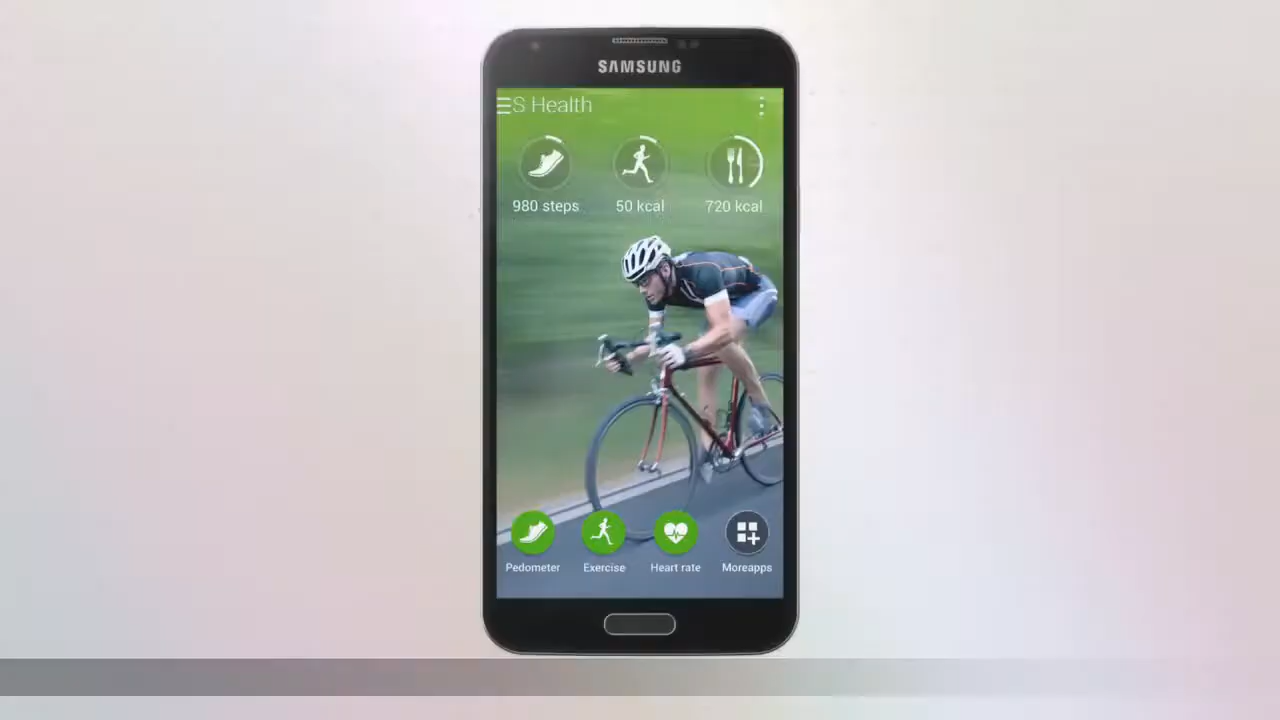 SAMSUNG
S Health
980 steps
50 kcal
720 kcal
Pedometer
Exercise
Heart rate
Moreapps